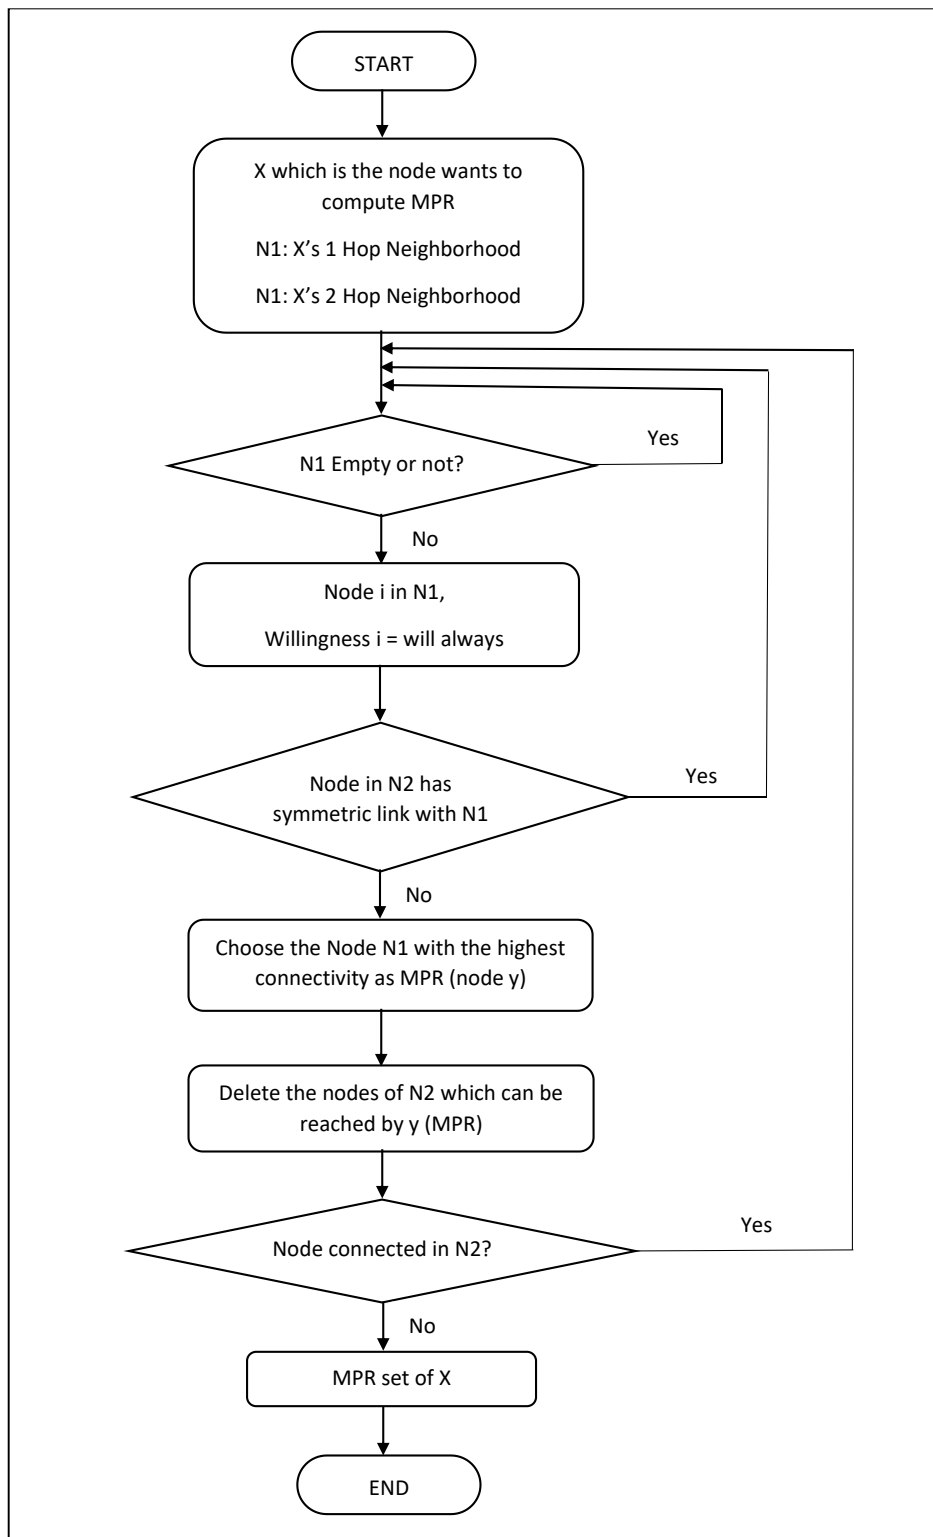 START
X which is the node wants to
compute MPR
N1: X’s 1 Hop Neighborhood
N1: X’s 2 Hop Neighborhood
Yes
N1 Empty or not?
No
Node i in N1,
Willingness i = will always
Yes
Node in N2 has
symmetric link with N1
No
Choose the Node N1 with the highest
connectivity as MPR (node y)
Delete the nodes of N2 which can be
reached by y (MPR)
Yes
Node connected in N2?
No
MPR set of X
END